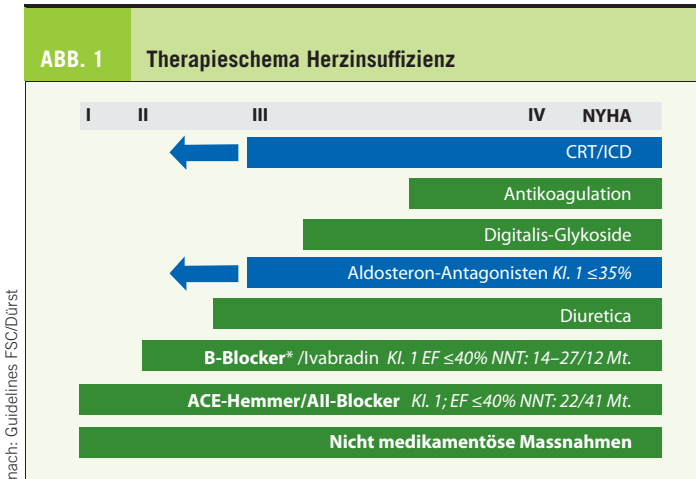 ABB. 1 Therapieschema Herzinsuffizienz
I II III IV NYHA
CRT/ICD
Antikoagulation
Digitalis-Glykoside
Aldosteron-Antagonisten Kl. 1 ≤35%
Diuretica
B-Blocker* /Ivabradin Kl. 1 EF ≤40% NNT: 14–27/12 Mt.
ACE-Hemmer/AII-Blocker Kl. 1; EF ≤40% NNT: 22/41 Mt.
Nicht medikamentöse Massnahmen
nach: Guidelines FSC/Dürst